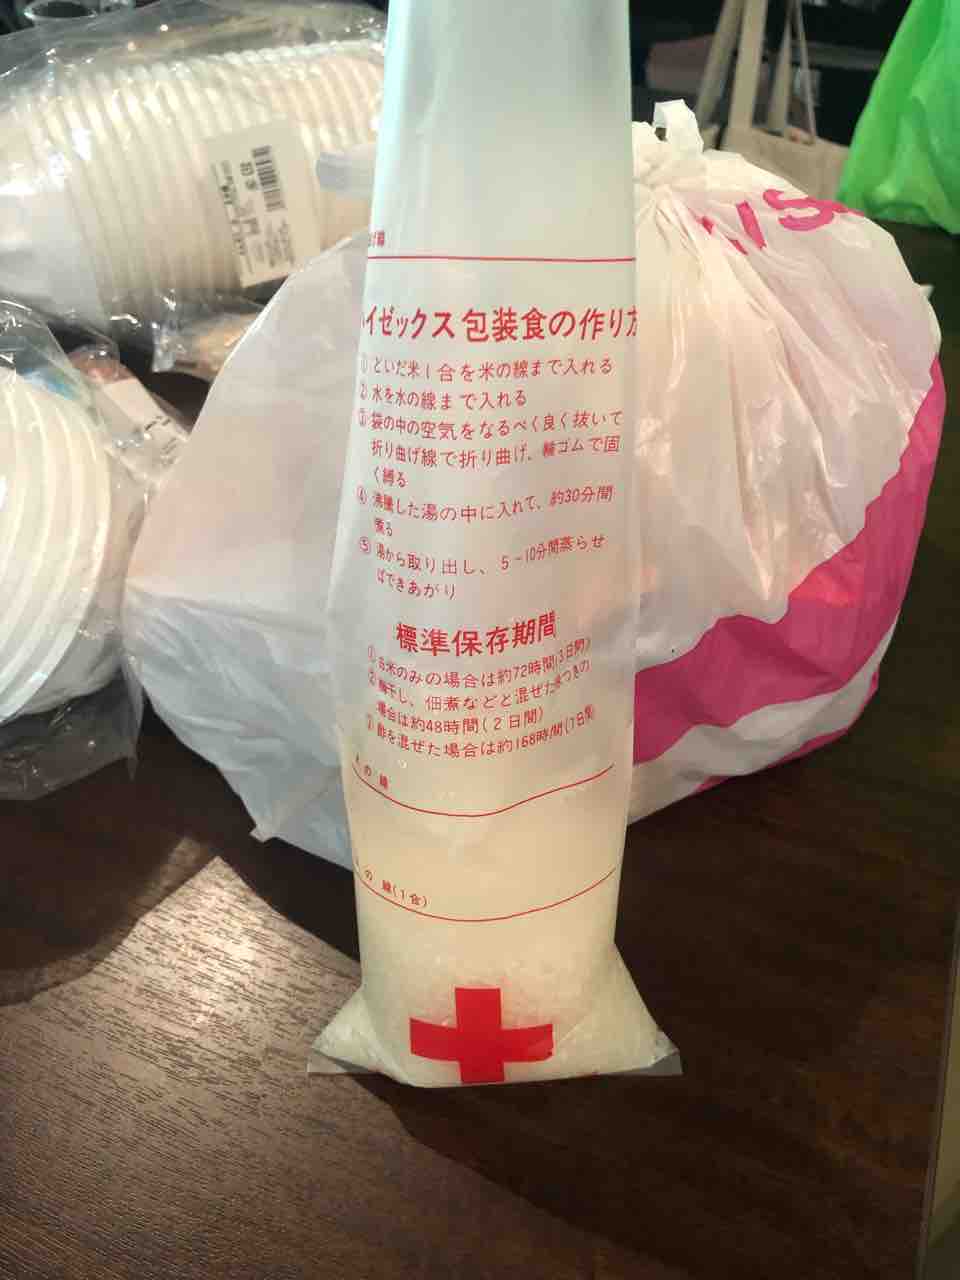 げ線
イゼックス包装食の作り方
① といだ米1合を米の線まで入れる
② 水を水の線まで入れる
③ 袋の中の空気をなるべく良く抜いて
折り曲げ線で折り曲げ、輪ゴムで固
く縛る
④ 沸騰した湯の中に入れて、約30分間
煮る
⑤ 湯から取り出し、5-10分間蒸らせ
ばできあがり
標準保存期間
① 白米のみの場合は約72時間(3日間)
② 梅干し、佃煮などと混ぜた味つきの
場合は約48時間(2日間)
③ 酢を混ぜた場合は約168時間(7日間
の線
の線(1合)